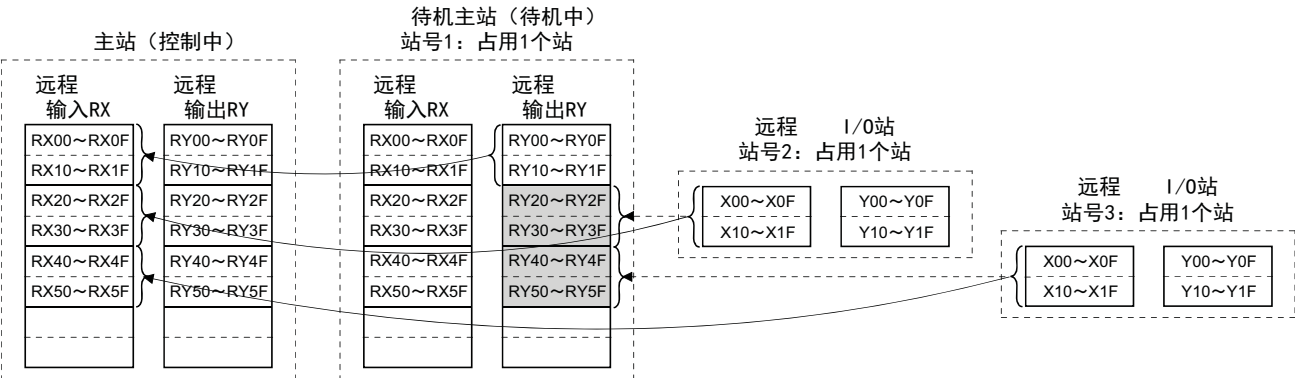 待机主站（待机中）
站号1：占用1个站
主站（控制中）
远程 输入RX
远程 输出RY
RX00～RX0F RY00～RY0F
RX10～RX1F RY10～RY1F
RX20～RX2F RY20～RY2F
RX30～RX3F RY30～RY3F
RX40～RX4F RY40～RY4F
RX50～RX5F RY50～RY5F
远程 输入RX
远程 输出RY
RX00～RX0F RY00～RY0F
RX10～RX1F RY10～RY1F
RX20～RX2F RY20～RY2F
RX30～RX3F RY30～RY3F
RX40～RX4F RY40～RY4F
RX50～RX5F RY50～RY5F
远程 I/O站
站号2：占用1个站
X00～X0F Y00～Y0F
X10～X1F Y10～Y1F
远程 I/O站
站号3：占用1个站
X00～X0F Y00～Y0F
X10～X1F Y10～Y1F